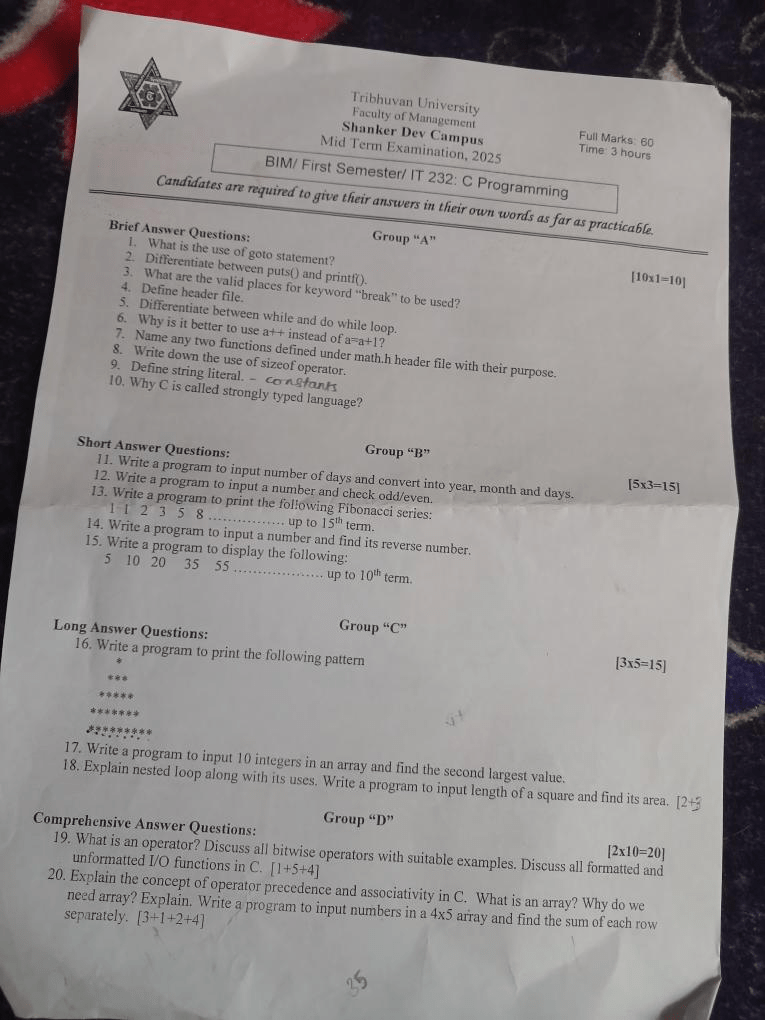 Tribhuvan University
Faculty of Management
Shanker Dev Campus
Mid Term Examination, 2025
Full Marks: 60
Time: 3 hours
BIM/ First Semester/ IT 232: C Programming
Candidates are required to give their answers in their own words as far as practicable.
Group "A"
Brief Answer Questions:
[10x1=10]
1. What is the use of goto statement?
2. Differentiate between puts() and printf().
3. What are the valid places for keyword "break" to be used?
4. Define header file.
5. Differentiate between while and do while loop.
6. Why is it better to use a++ instead of a=a+1?
7. Name any two functions defined under math.h header file with their purpose.
8. Write down the use of sizeof operator.
9. Define string literal. - constants
10. Why C is called strongly typed language?
Group "B"
Short Answer Questions:
[5x3=15]
11. Write a program to input number of days and convert into year, month and days.
12. Write a program to input a number and check odd/even.
13. Write a program to print the following Fibonacci series:
1 1 2 3 5 8 ................ up to 15th term.
14. Write a program to input a number and find its reverse number.
15. Write a program to display the following:
5 10 20 35 55 ................... up to 10th term.
Group "C"
Long Answer Questions:
[3x5=15]
16. Write a program to print the following pattern
*
***
*****
*******
*********
17. Write a program to input 10 integers in an array and find the second largest value.
18. Explain nested loop along with its uses. Write a program to input length of a square and find its area. [2+3
Group "D"
Comprehensive Answer Questions:
[2x10=20]
19. What is an operator? Discuss all bitwise operators with suitable examples. Discuss all formatted and
unformatted I/O functions in C. [1+5+4]
20. Explain the concept of operator precedence and associativity in C. What is an array? Why do we
need array? Explain. Write a program to input numbers in a 4x5 array and find the sum of each row
separately. [3+1+2+4]